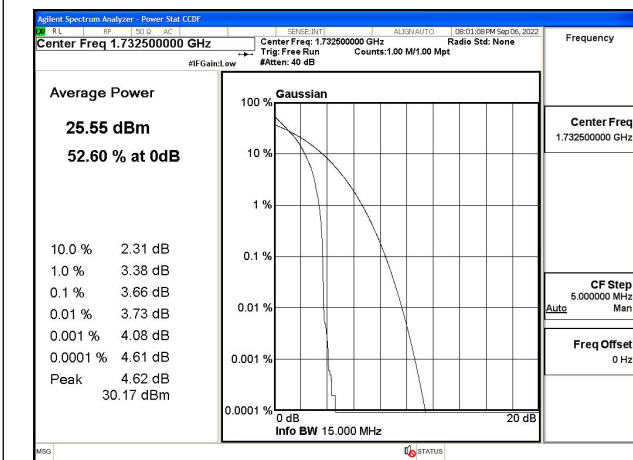 Agilent Spectrum Analyzer - Power Stat CCDF
RL RF 50 Ω AC SENSE:INT ALIGN AUTO 08:01:08 PM Sep 06, 2022
Center Freq 1.732500000 GHz
Center Freq: 1.732500000 GHz Radio Std: None
Trig: Free Run Counts:1.00 M/1.00 Mpt
#IFGain:Low #Atten: 40 dB
Frequency
Average Power
25.55 dBm
52.60 % at 0dB
10.0 % 2.31 dB
1.0 % 3.38 dB
0.1 % 3.66 dB
0.01 % 3.73 dB
0.001 % 4.08 dB
0.0001 % 4.61 dB
Peak 4.62 dB
30.17 dBm
Gaussian
100 %
10 %
1 %
0.1 %
0.01 %
0.001 %
0.0001 %
0 dB 20 dB
Info BW 15.000 MHz
Center Freq
1.732500000 GHz
CF Step
5.000000 MHz
Auto Man
Freq Offset
0 Hz
MSG STATUS